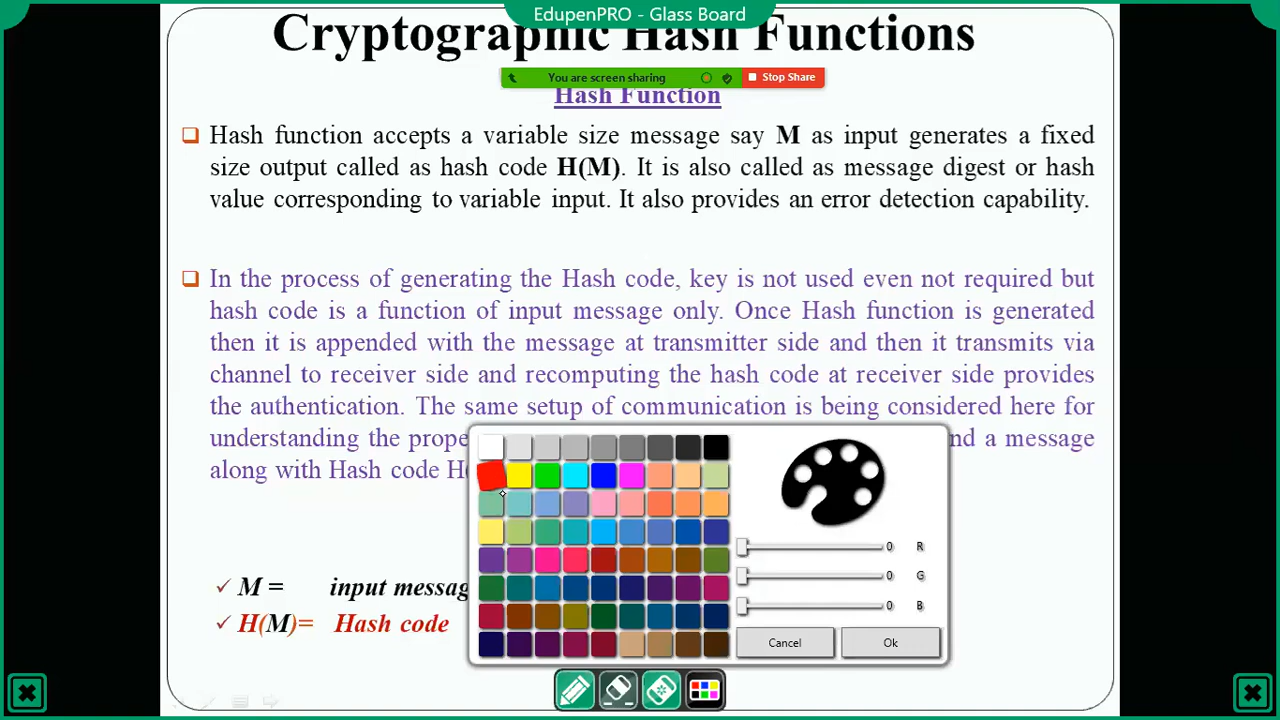 EdupenPRO - Glass Board
Cryptographic Hash Functions
You are screen sharing
Stop Share
Hash Function
Hash function accepts a variable size message say M as input generates a fixed
size output called as hash code H(M). It is also called as message digest or hash
value corresponding to variable input. It also provides an error detection capability.
In the process of generating the Hash code, key is not used even not required but
hash code is a function of input message only. Once Hash function is generated
then it is appended with the message at transmitter side and then it transmits via
channel to receiver side and recomputing the hash code at receiver side provides
the authentication. The same setup of communication is being considered here for
understanding the prope nd a message
along with Hash code H
M = input messag
H(M)= Hash code
0 R
0 G
0 B
Cancel
Ok